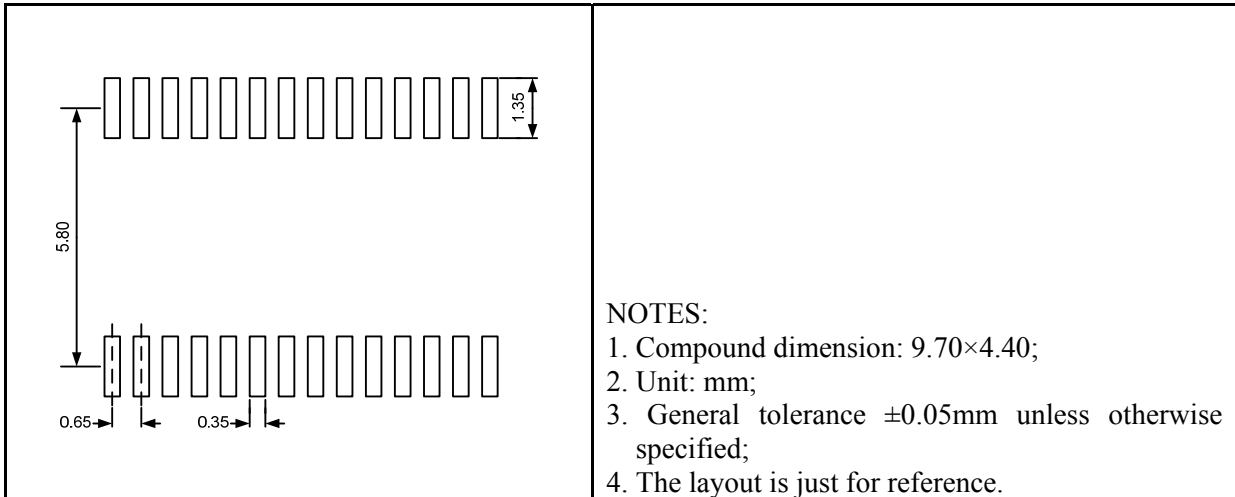 1.35
5.80
0.65
0.35
NOTES:
1. Compound dimension: 9.70×4.40;
2. Unit: mm;
3. General tolerance ±0.05mm unless otherwise
specified;
4. The layout is just for reference.